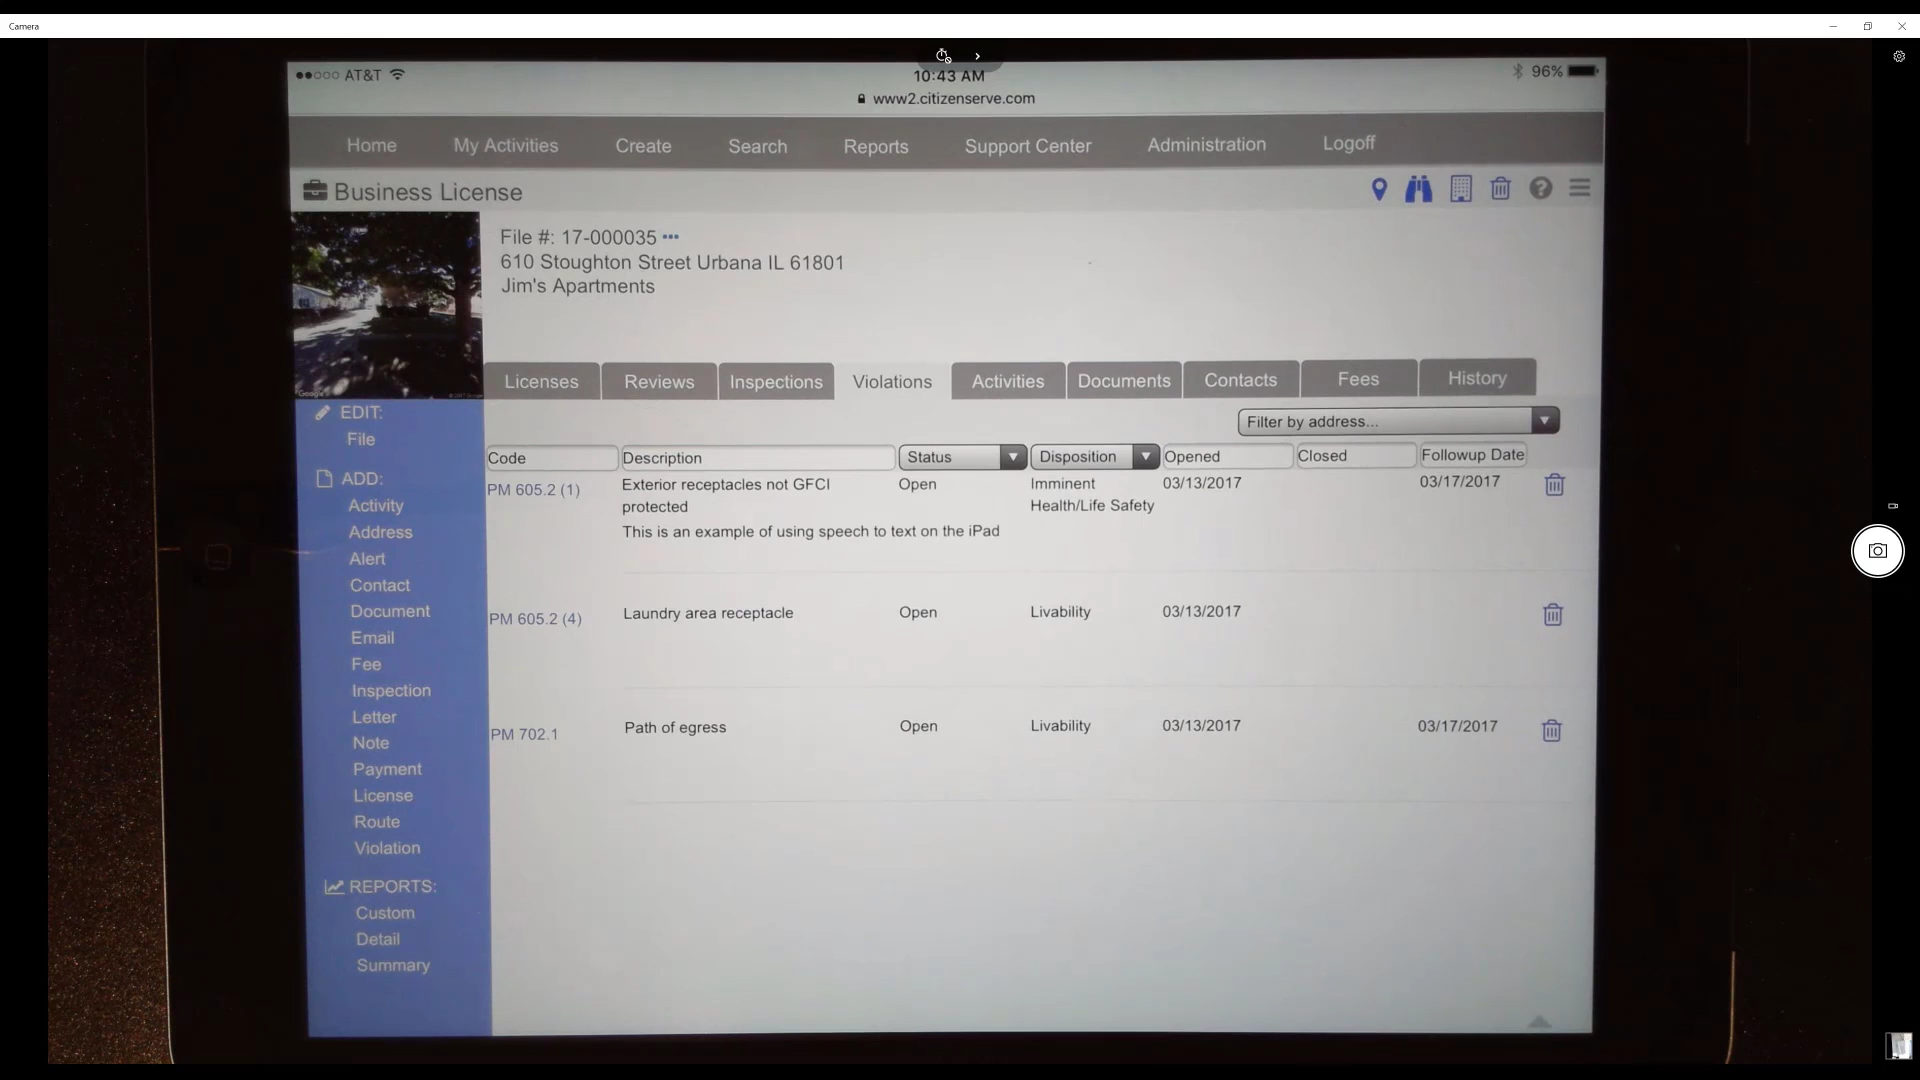 Camera
AT&T
10:43 AM
96%
www2.citizenserve.com
Home My Activities Create Search Reports Support Center Administration Logoff
Business License
File #: 17-000035 •••
610 Stoughton Street Urbana IL 61801
Jim's Apartments
Google
Licenses Reviews Inspections Violations Activities Documents Contacts Fees History
Filter by address...
Code Description Status Disposition Opened Closed Followup Date
PM 605.2 (1) Exterior receptacles not GFCI Open Imminent 03/13/2017 03/17/2017
protected Health/Life Safety
This is an example of using speech to text on the iPad
PM 605.2 (4) Laundry area receptacle Open Livability 03/13/2017
PM 702.1 Path of egress Open Livability 03/13/2017 03/17/2017
EDIT:
File
ADD:
Activity
Address
Alert
Contact
Document
Email
Fee
Inspection
Letter
Note
Payment
License
Route
Violation
REPORTS:
Custom
Detail
Summary